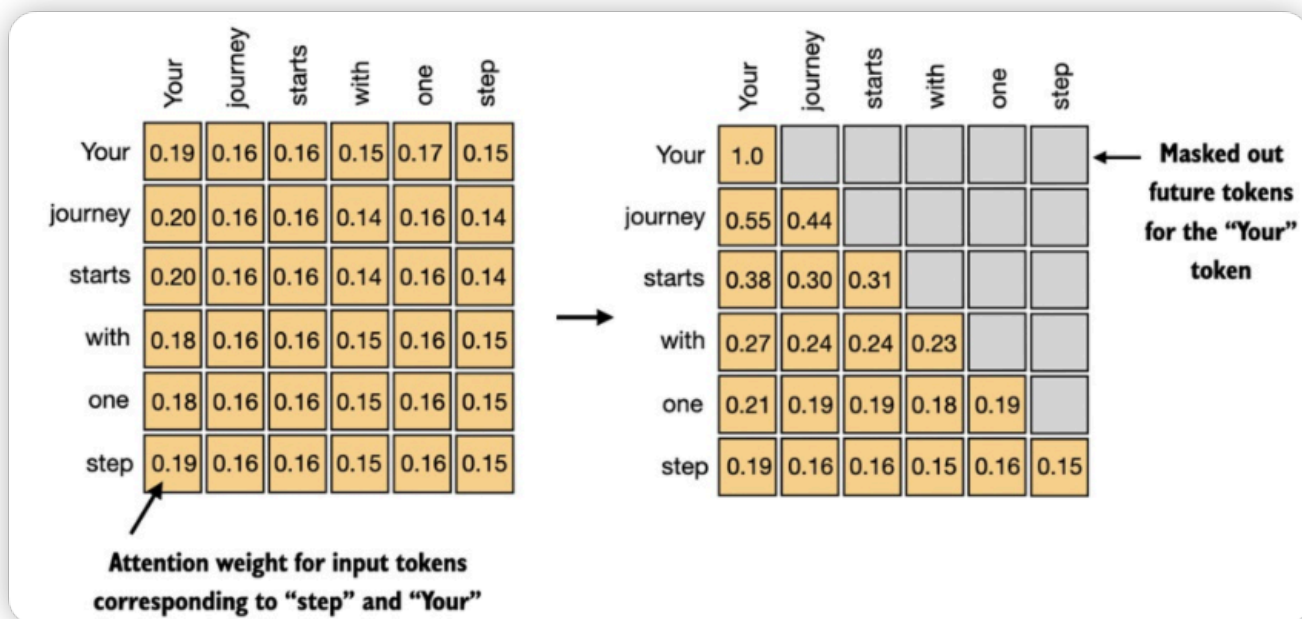 Your journey starts with one step
Your 0.19 0.16 0.16 0.15 0.17 0.15
journey 0.20 0.16 0.16 0.14 0.16 0.14
starts 0.20 0.16 0.16 0.14 0.16 0.14
with 0.18 0.16 0.16 0.15 0.16 0.15
one 0.18 0.16 0.16 0.15 0.16 0.15
step 0.19 0.16 0.16 0.15 0.16 0.15
Attention weight for input tokens
corresponding to “step” and “Your”
Your journey starts with one step
Your 1.0
journey 0.55 0.44
starts 0.38 0.30 0.31
with 0.27 0.24 0.24 0.23
one 0.21 0.19 0.19 0.18 0.19
step 0.19 0.16 0.16 0.15 0.16 0.15
Masked out
future tokens
for the “Your”
token